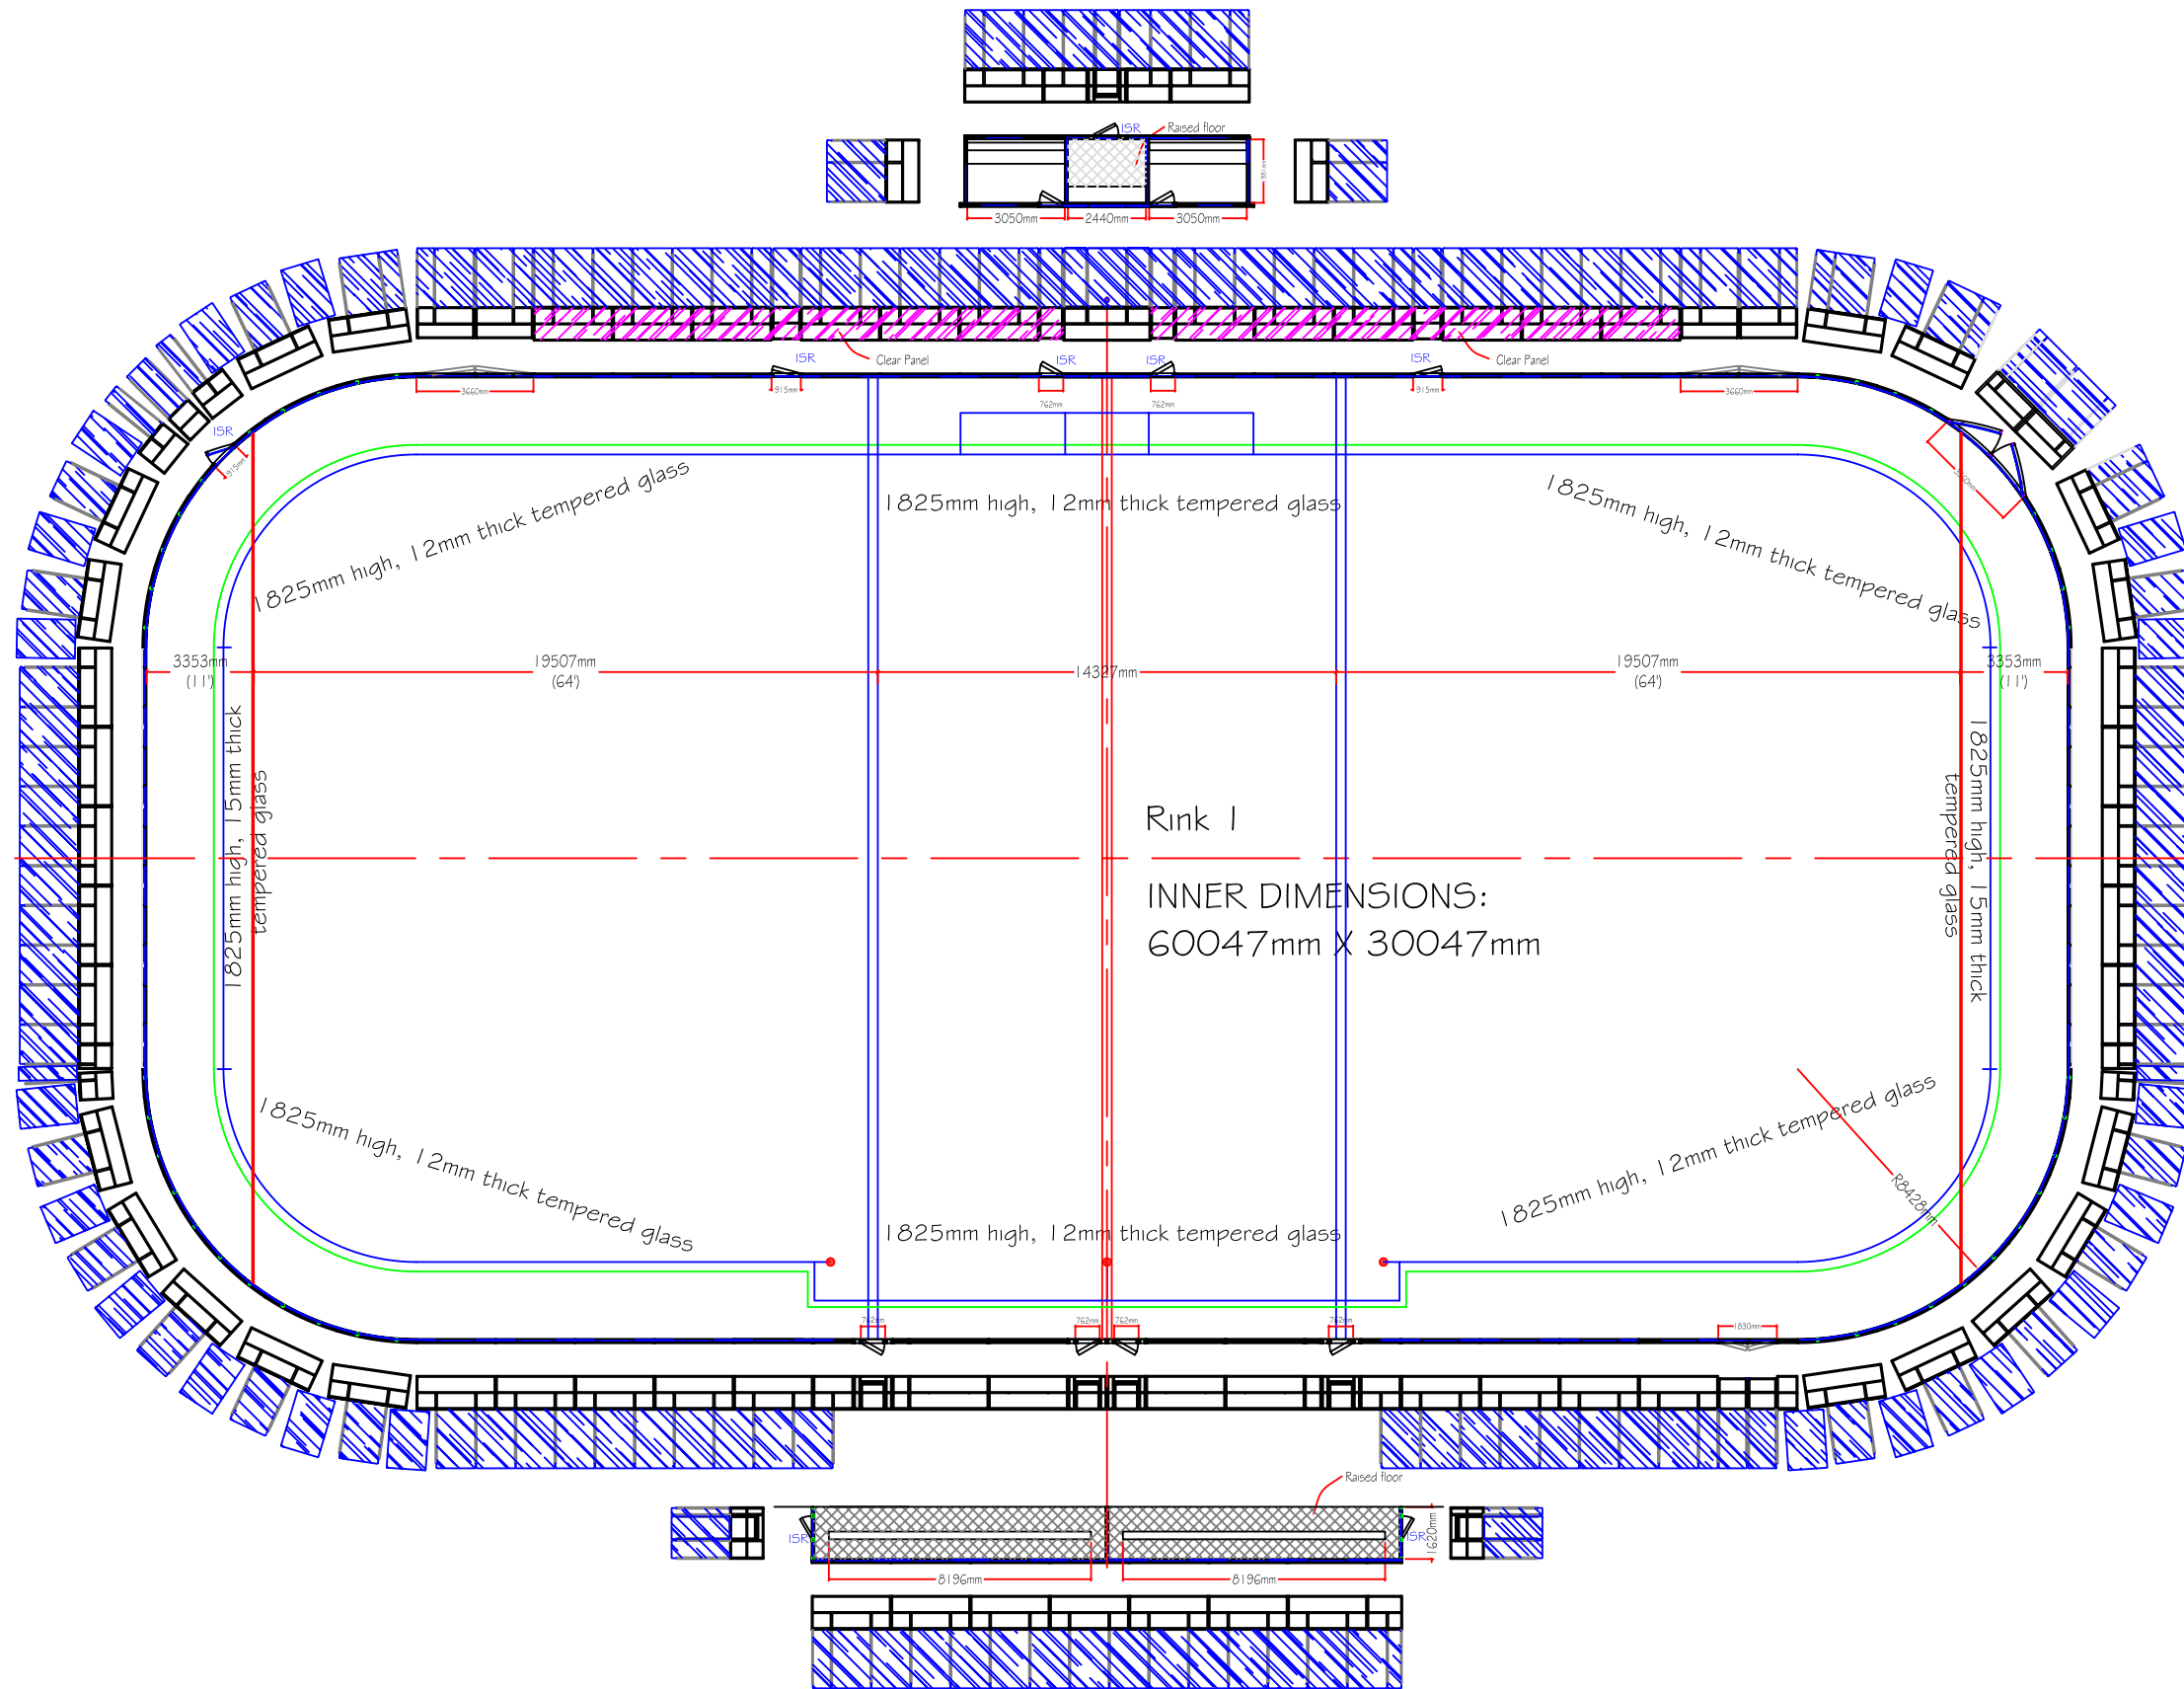 ISR
Raised floor
3050mm
2440mm
3050mm
ISR
Clear Panel
ISR
ISR
ISR
Clear Panel
3660mm
915mm
762mm
762mm
915mm
3660mm
ISR
915mm
1825mm high, 12mm thick tempered glass
1825mm high, 12mm thick tempered glass
1825mm high, 12mm thick tempered glass
3353mm
(11')
19507mm
(64')
14327mm
19507mm
(64')
3353mm
(11')
1825mm high, 15mm thick
tempered glass
1825mm high, 15mm thick
tempered glass
Rink 1
INNER DIMENSIONS:
60047mm X 30047mm
1825mm high, 12mm thick tempered glass
1825mm high, 12mm thick tempered glass
1825mm high, 12mm thick tempered glass
R8428mm
762mm
762mm
762mm
762mm
1830mm
Raised floor
ISR
ISR
1620mm
8196mm
8196mm